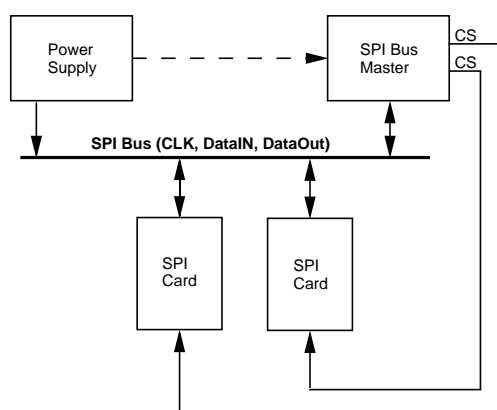 Power
Supply
SPI Bus
Master
CS
CS
SPI Bus (CLK, DataIN, DataOut)
SPI
Card
SPI
Card